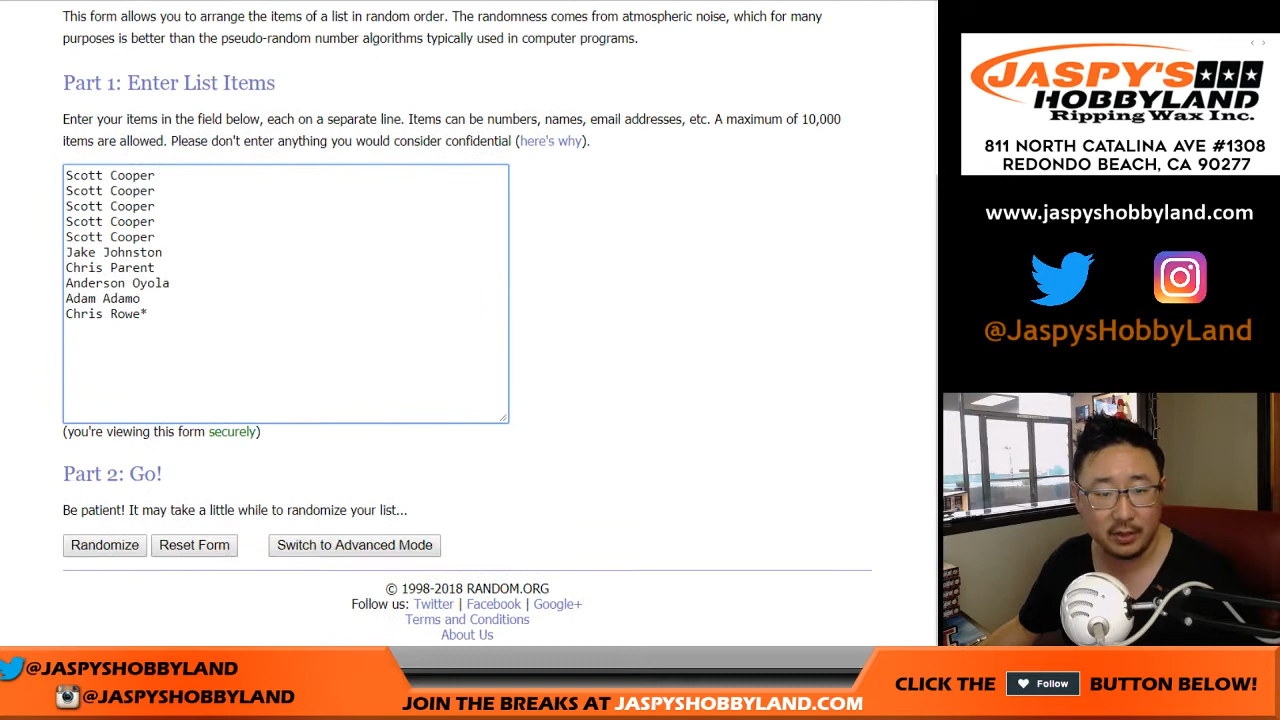 This form allows you to arrange the items of a list in random order. The randomness comes from atmospheric noise, which for many
purposes is better than the pseudo-random number algorithms typically used in computer programs.
Part 1: Enter List Items
Enter your items in the field below, each on a separate line. Items can be numbers, names, email addresses, etc. A maximum of 10,000
items are allowed. Please don't enter anything you would consider confidential (here's why).
Scott Cooper
Scott Cooper
Scott Cooper
Scott Cooper
Scott Cooper
Jake Johnston
Chris Parent
Anderson Oyola
Adam Adamo
Chris Rowe*
(you're viewing this form securely)
Part 2: Go!
Be patient! It may take a little while to randomize your list...
Randomize Reset Form Switch to Advanced Mode
© 1998-2018 RANDOM.ORG
Follow us: Twitter | Facebook | Google+
Terms and Conditions
About Us
JASPY'S
HOBBYLAND
Ripping Wax Inc.
811 NORTH CATALINA AVE #1308
REDONDO BEACH, CA 90277
www.jaspyshobbyland.com
@JaspysHobbyLand
@JASPYSHOBBYLAND
@JASPYSHOBBYLAND
JOIN THE BREAKS AT JASPYSHOBBYLAND.COM
CLICK THE Follow BUTTON BELOW!